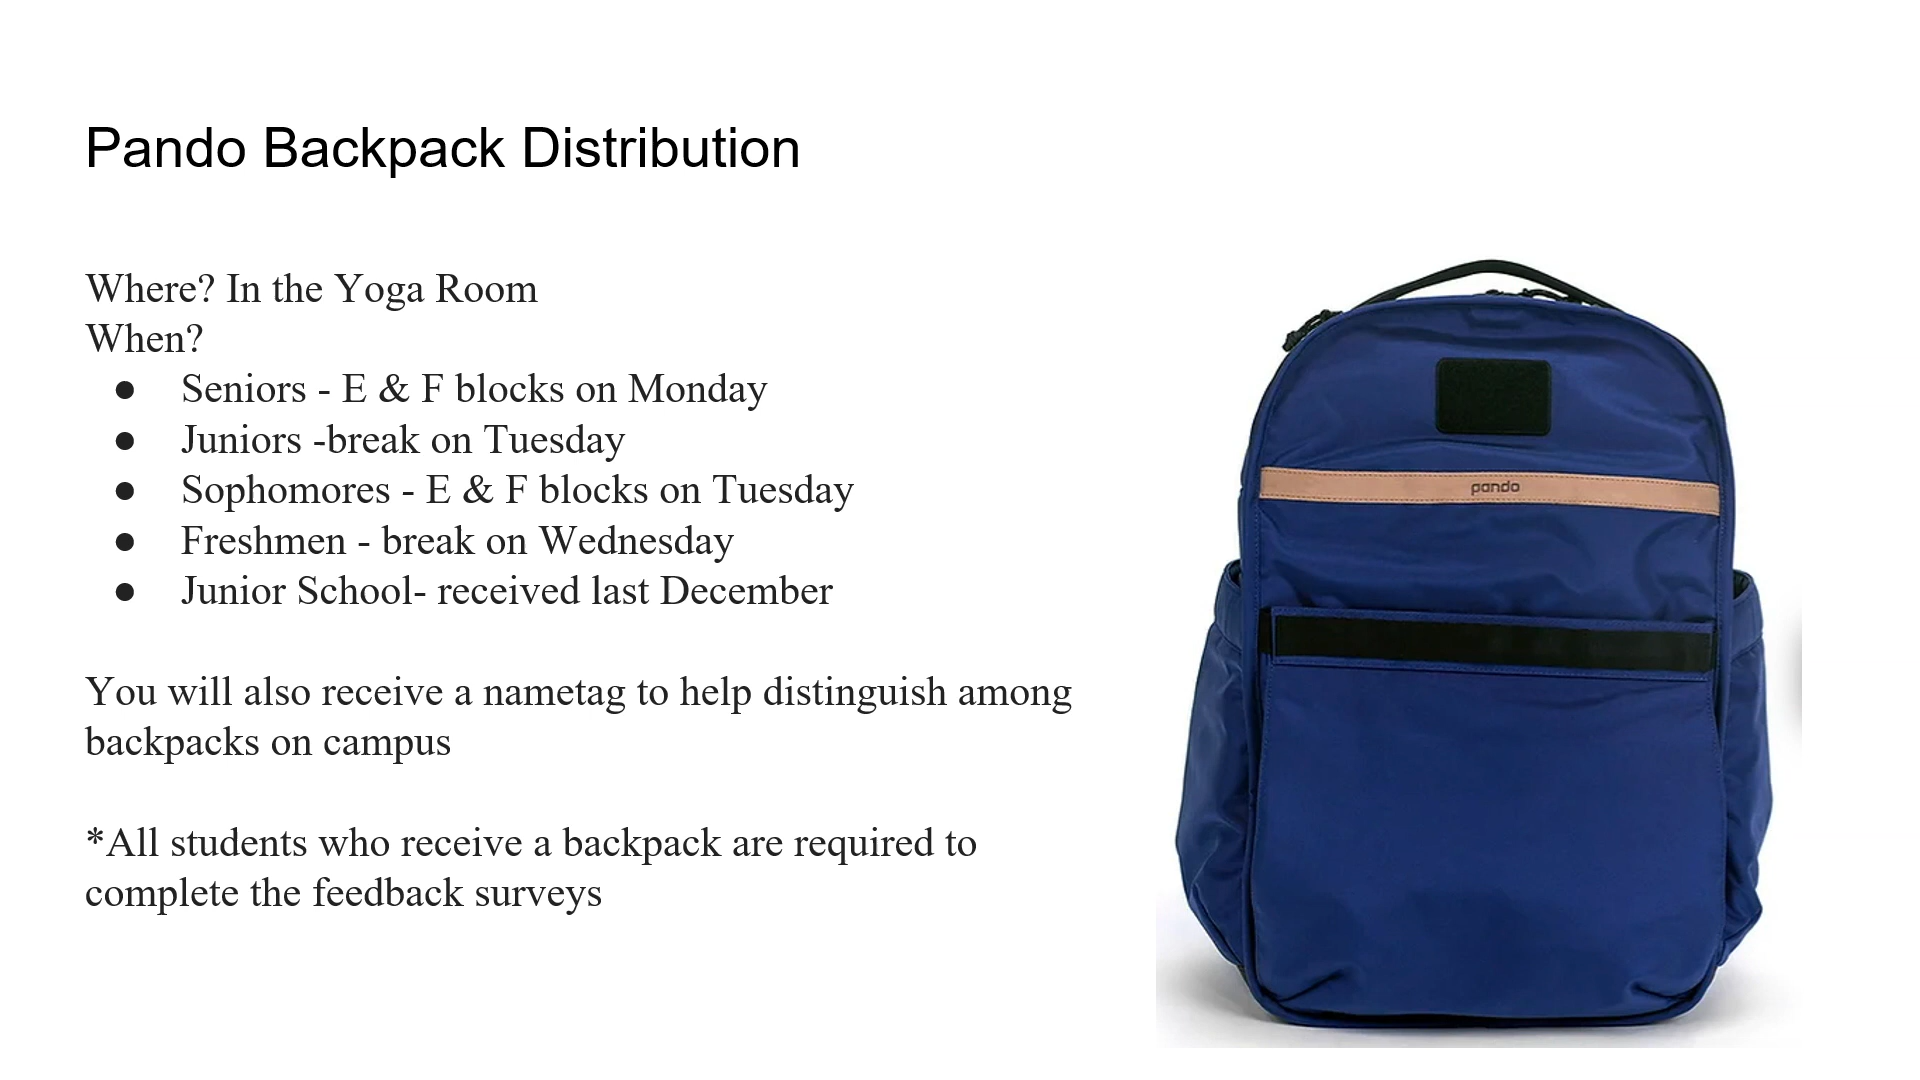 Pando Backpack Distribution
Where? In the Yoga Room
When?
● Seniors - E & F blocks on Monday
● Juniors -break on Tuesday
● Sophomores - E & F blocks on Tuesday
● Freshmen - break on Wednesday
● Junior School- received last December
You will also receive a nametag to help distinguish among
backpacks on campus
*All students who receive a backpack are required to
complete the feedback surveys
pando